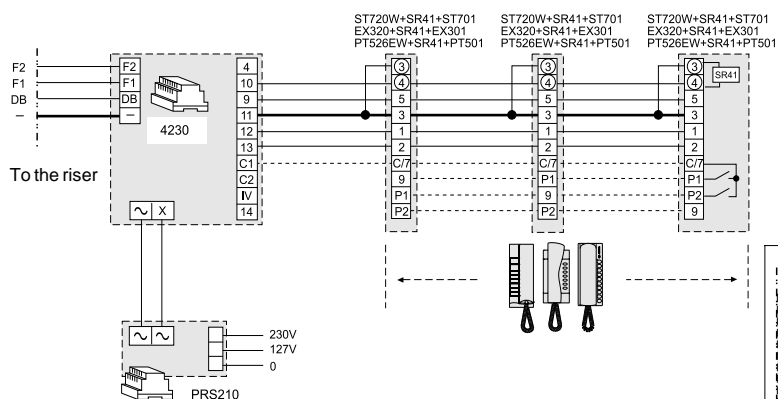 ST720W+SR41+ST701 ST720W+SR41+ST701 ST720W+SR41+ST701
EX320+SR41+EX301 EX320+SR41+EX301 EX320+SR41+EX301
PT526EW+SR41+PT501 PT526EW+SR41+PT501 PT526EW+SR41+PT501
F2 F2 4 3 3 3 SR41
F1 F1 10 4 4 4
DB DB 9 5 5 5
– – 11 3 3 3
4230 12 1 1 1
13 2 2 2
To the riser C1 C/7 C/7 C/7
C2 9 P1 P1
IV P1 9 P2
~ X 14 P2 P2 9
~ ~ 230V
127V
0
PRS210